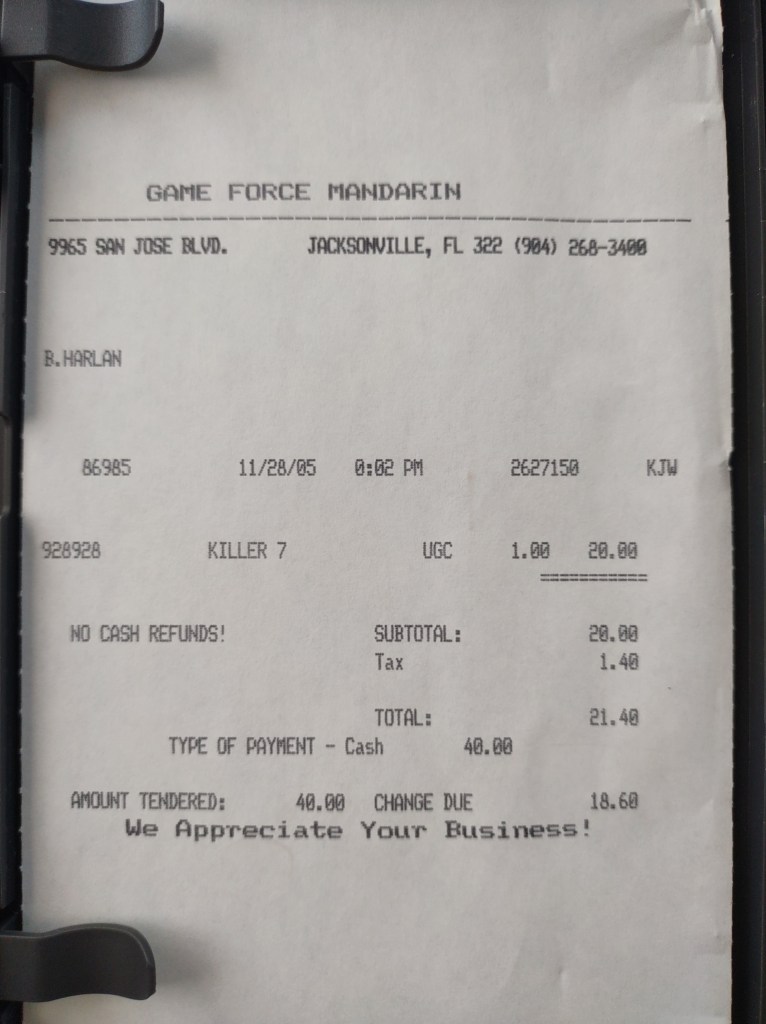 GAME FORCE MANDARIN
9965 SAN JOSE BLVD. JACKSONVILLE, FL 322 (904) 268-3400
B.HARLAN
86985 11/28/05 0:02 PM 2627150 KJW
928928 KILLER 7 UGC 1.00 20.00
===========
NO CASH REFUNDS! SUBTOTAL: 20.00
Tax 1.40
TOTAL: 21.40
TYPE OF PAYMENT - Cash 40.00
AMOUNT TENDERED: 40.00 CHANGE DUE 18.60
We Appreciate Your Business!